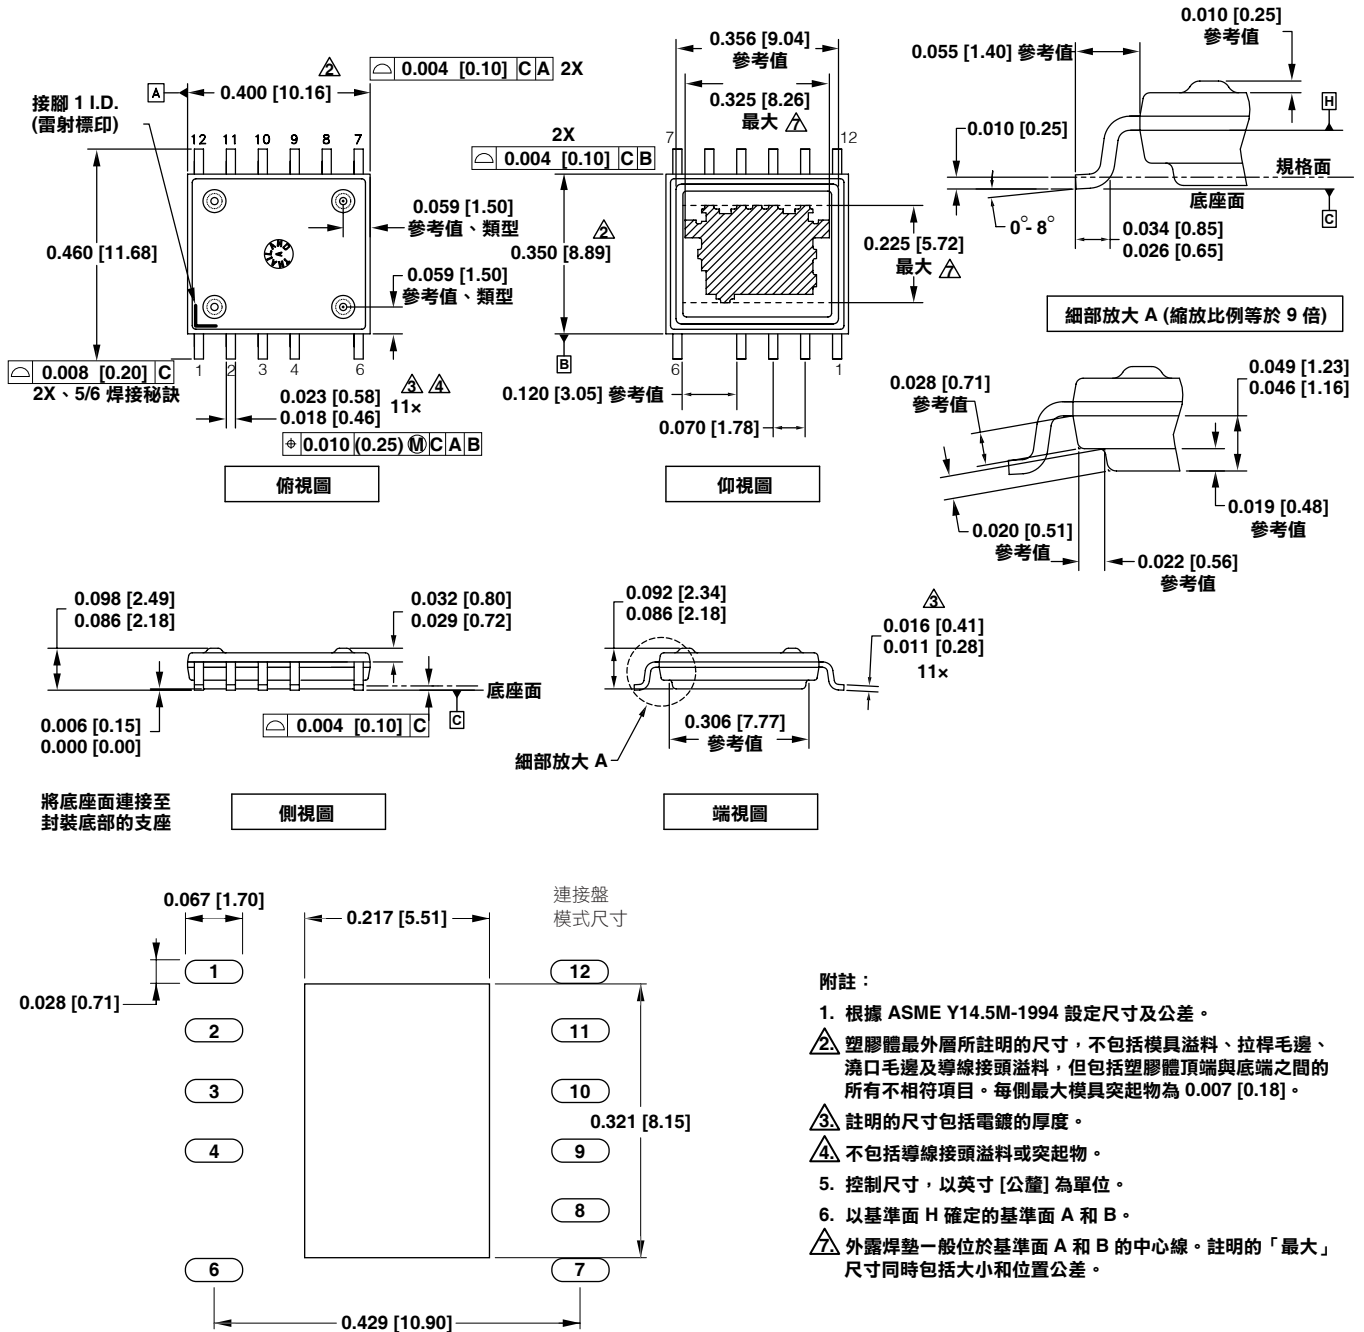 0.004 [0.10] C A 2X
2
A
0.400 [10.16]
接腳 1 I.D.
(雷射標印)
12 11 10 9 8 7
0.460 [11.68]
0.059 [1.50]
參考值、類型
0.059 [1.50]
參考值、類型
1 2 3 4 6
0.008 [0.20] C
2X、5/6 焊接秘訣
0.023 [0.58]
0.018 [0.46]
3 4
11×
⌖ 0.010 (0.25) Ⓜ C A B
俯視圖
0.356 [9.04]
參考值
0.325 [8.26]
最大 7
2X
0.004 [0.10] C B
7 12
2
0.350 [8.89]
0.225 [5.72]
最大 7
B
6 1
0.120 [3.05] 參考值
0.070 [1.78]
仰視圖
0.010 [0.25]
參考值
0.055 [1.40] 參考值
H
0.010 [0.25]
規格面
底座面
C
0°- 8°
0.034 [0.85]
0.026 [0.65]
細部放大 A (縮放比例等於 9 倍)
0.049 [1.23]
0.046 [1.16]
0.028 [0.71]
參考值
0.019 [0.48]
參考值
0.020 [0.51]
參考值
0.022 [0.56]
參考值
0.098 [2.49]
0.086 [2.18]
0.032 [0.80]
0.029 [0.72]
底座面
C
0.006 [0.15]
0.000 [0.00]
0.004 [0.10] C
將底座面連接至
封裝底部的支座
側視圖
0.092 [2.34]
0.086 [2.18]
3
0.016 [0.41]
0.011 [0.28]
11×
0.306 [7.77]
參考值
細部放大 A
端視圖
0.067 [1.70]
0.217 [5.51]
連接盤
模式尺寸
0.028 [0.71]
1 12
2 11
3 10
0.321 [8.15]
4 9
8
6 7
0.429 [10.90]
附註：
1. 根據 ASME Y14.5M-1994 設定尺寸及公差。
2. 塑膠體最外層所註明的尺寸，不包括模具溢料、拉桿毛邊、
澆口毛邊及導線接頭溢料，但包括塑膠體頂端與底端之間的
所有不相符項目。每側最大模具突起物為 0.007 [0.18]。
3. 註明的尺寸包括電鍍的厚度。
4. 不包括導線接頭溢料或突起物。
5. 控制尺寸，以英寸 [公釐] 為單位。
6. 以基準面 H 確定的基準面 A 和 B。
7. 外露焊墊一般位於基準面 A 和 B 的中心線。註明的「最大」
尺寸同時包括大小和位置公差。